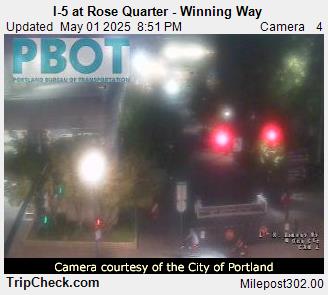 I-5 at Rose Quarter - Winning Way
Updated May 01 2025 8:51 PM Camera 4
PBOT
PORTLAND BUREAU OF TRANSPORTATION
Camera courtesy of the City of Portland
TripCheck.com Milepost302.00